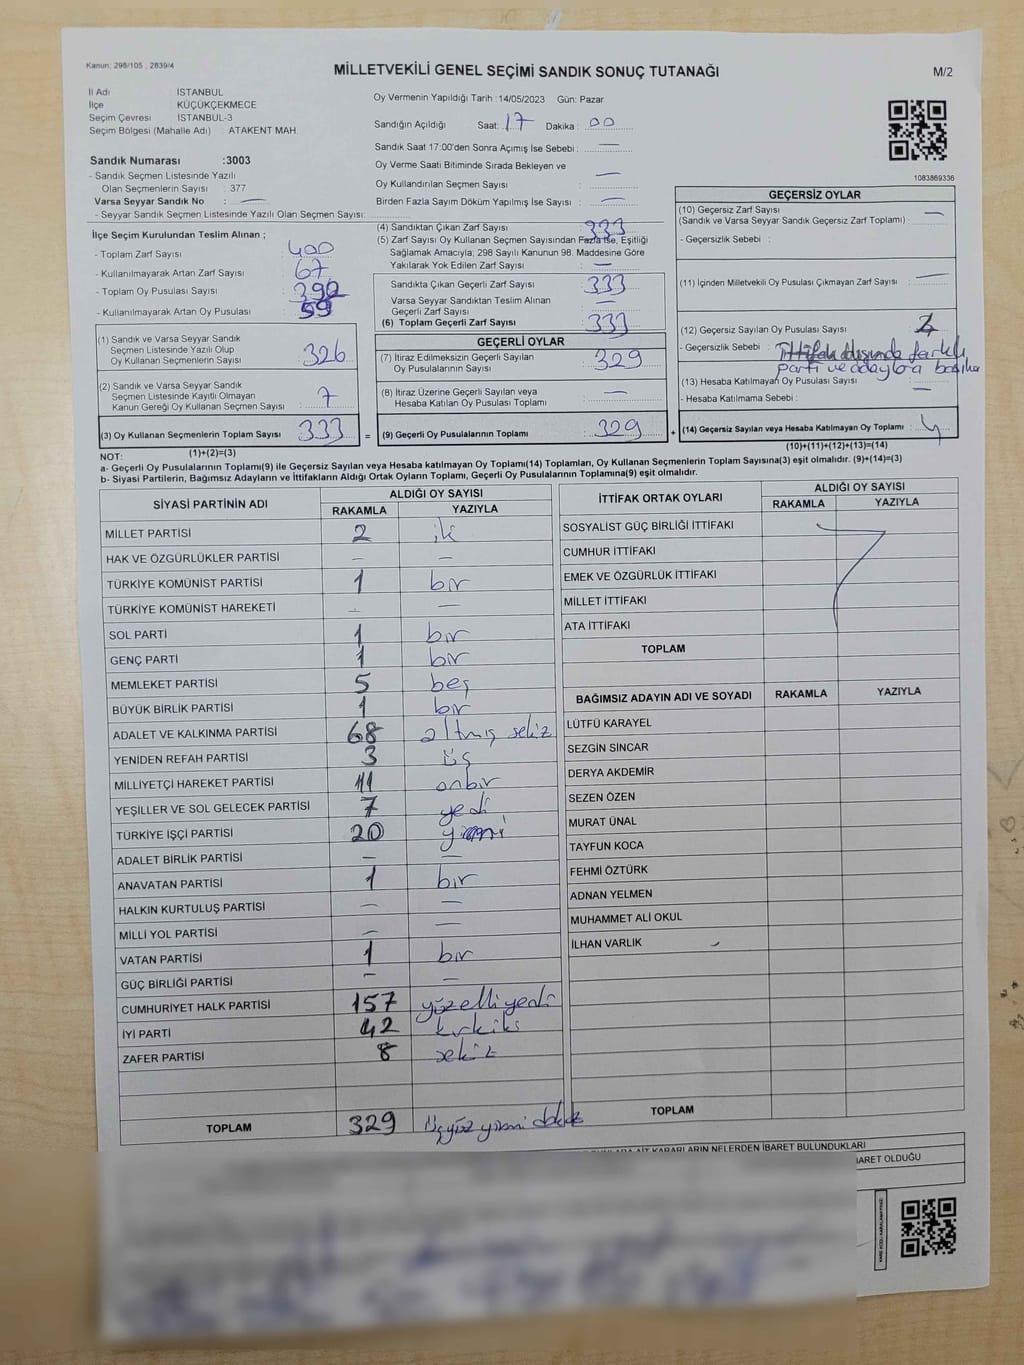 Kanun: 298/105 , 2839/4
MİLLETVEKİLİ GENEL SEÇİMİ SANDIK SONUÇ TUTANAĞI
M/2
İl Adı : İSTANBUL
İlçe : KÜÇÜKÇEKMECE
Seçim Çevresi : İSTANBUL-3
Seçim Bölgesi (Mahalle Adı) ATAKENT MAH.
Sandık Numarası :3003
- Sandık Seçmen Listesinde Yazılı
Olan Seçmenlerin Sayısı : 377
Varsa Seyyar Sandık No : —
- Seyyar Sandık Seçmen Listesinde Yazılı Olan Seçmen Sayısı:
Oy Vermenin Yapıldığı Tarih :14/05/2023 Gün: Pazar
Sandığın Açıldığı Saat: 17 Dakika : 00
Sandık Saat 17:00'den Sonra Açımış İse Sebebi : —
Oy Verme Saati Bitiminde Sırada Bekleyen ve
Oy Kullandırılan Seçmen Sayısı : —
Birden Fazla Sayım Döküm Yapılmış İse Sayısı : —
1083869336
İlçe Seçim Kurulundan Teslim Alınan ;
- Toplam Zarf Sayısı : 400
- Kullanılmayarak Artan Zarf Sayısı : 67
- Toplam Oy Pusulası Sayısı : 392
- Kullanılmayarak Artan Oy Pusulası : 59
(1) Sandık ve Varsa Seyyar Sandık
Seçmen Listesinde Yazılı Olup
Oy Kullanan Seçmenlerin Sayısı : 326
(2) Sandık ve Varsa Seyyar Sandık
Seçmen Listesinde Kayıtlı Olmayan
Kanun Gereği Oy Kullanan Seçmen Sayısı : 7
(3) Oy Kullanan Seçmenlerin Toplam Sayısı : 333
(4) Sandıktan Çıkan Zarf Sayısı : 333
(5) Zarf Sayısı Oy Kullanan Seçmen Sayısından Fazla İse, Eşitliği
Sağlamak Amacıyla; 298 Sayılı Kanunun 98. Maddesine Göre
Yakılarak Yok Edilen Zarf Sayısı : —
Sandıkta Çıkan Geçerli Zarf Sayısı : 333
Varsa Seyyar Sandıktan Teslim Alınan
Geçerli Zarf Sayısı : —
(6) Toplam Geçerli Zarf Sayısı : 333
GEÇERLİ OYLAR
(7) İtiraz Edilmeksizin Geçerli Sayılan
Oy Pusulalarının Sayısı : 329
(8) İtiraz Üzerine Geçerli Sayılan veya
Hesaba Katılan Oy Pusulası Toplamı : —
= (9) Geçerli Oy Pusulalarının Toplamı : 329
GEÇERSİZ OYLAR
(10) Geçersiz Zarf Sayısı : —
(Sandık ve Varsa Seyyar Sandık Geçersiz Zarf Toplamı)
- Geçersizlik Sebebi :
(11) İçinden Milletvekili Oy Pusulası Çıkmayan Zarf Sayısı : —
(12) Geçersiz Sayılan Oy Pusulası Sayısı : 4
- Geçersizlik Sebebi : İttifak dışında farklı
parti ve adaylara
(13) Hesaba Katılmayan Oy Pusulası Sayısı : —
- Hesaba Katılmama Sebebi :
+ (14) Geçersiz Sayılan veya Hesaba Katılmayan Oy Toplamı : 4
NOT: (1)+(2)=(3)
(10)+(11)+(12)+(13)=(14)
a- Geçerli Oy Pusulalarının Toplamı(9) ile Geçersiz Sayılan veya Hesaba katılmayan Oy Toplamı(14) Toplamları, Oy Kullanan Seçmenlerin Toplam Sayısına(3) eşit olmalıdır. (9)+(14)=(3)
b- Siyasi Partilerin, Bağımsız Adayların ve İttifakların Aldığı Ortak Oyların Toplamı, Geçerli Oy Pusulalarının Toplamına(9) eşit olmalıdır.
SİYASİ PARTİNİN ADI ALDIĞI OY SAYISI
RAKAMLA YAZIYLA
MİLLET PARTİSİ 2 iki
HAK VE ÖZGÜRLÜKLER PARTİSİ — —
TÜRKİYE KOMÜNİST PARTİSİ 1 bir
TÜRKİYE KOMÜNİST HAREKETİ — —
SOL PARTİ 1 bir
GENÇ PARTİ 1 bir
MEMLEKET PARTİSİ 5 beş
BÜYÜK BİRLİK PARTİSİ 1 bir
ADALET VE KALKINMA PARTİSİ 68 altmış sekiz
YENİDEN REFAH PARTİSİ 3 üç
MİLLİYETÇİ HAREKET PARTİSİ 11 onbir
YEŞİLLER VE SOL GELECEK PARTİSİ 7 yedi
TÜRKİYE İŞÇİ PARTİSİ 20 yirmi
ADALET BİRLİK PARTİSİ — —
ANAVATAN PARTİSİ 1 bir
HALKIN KURTULUŞ PARTİSİ — —
MİLLİ YOL PARTİSİ — —
VATAN PARTİSİ 1 bir
GÜÇ BİRLİĞİ PARTİSİ — —
CUMHURİYET HALK PARTİSİ 157 yüzelliyedi
İYİ PARTİ 42 kırkiki
ZAFER PARTİSİ 8 sekiz
TOPLAM 329 üçyüz yirmi dokuz
İTTİFAK ORTAK OYLARI ALDIĞI OY SAYISI
RAKAMLA YAZIYLA
SOSYALİST GÜÇ BİRLİĞİ İTTİFAKI
CUMHUR İTTİFAKI
EMEK VE ÖZGÜRLÜK İTTİFAKI
MİLLET İTTİFAKI
ATA İTTİFAKI
TOPLAM
BAĞIMSIZ ADAYIN ADI VE SOYADI RAKAMLA YAZIYLA
LÜTFÜ KARAYEL
SEZGİN SİNCAR
DERYA AKDEMİR
SEZEN ÖZEN
MURAT ÜNAL
TAYFUN KOCA
FEHMİ ÖZTÜRK
ADNAN YELMEN
MUHAMMET ALİ OKUL
İLHAN VARLIK
TOPLAM
KARARLARIN NELERDEN İBARET BULUNDUKLARI
İBARET OLDUĞU